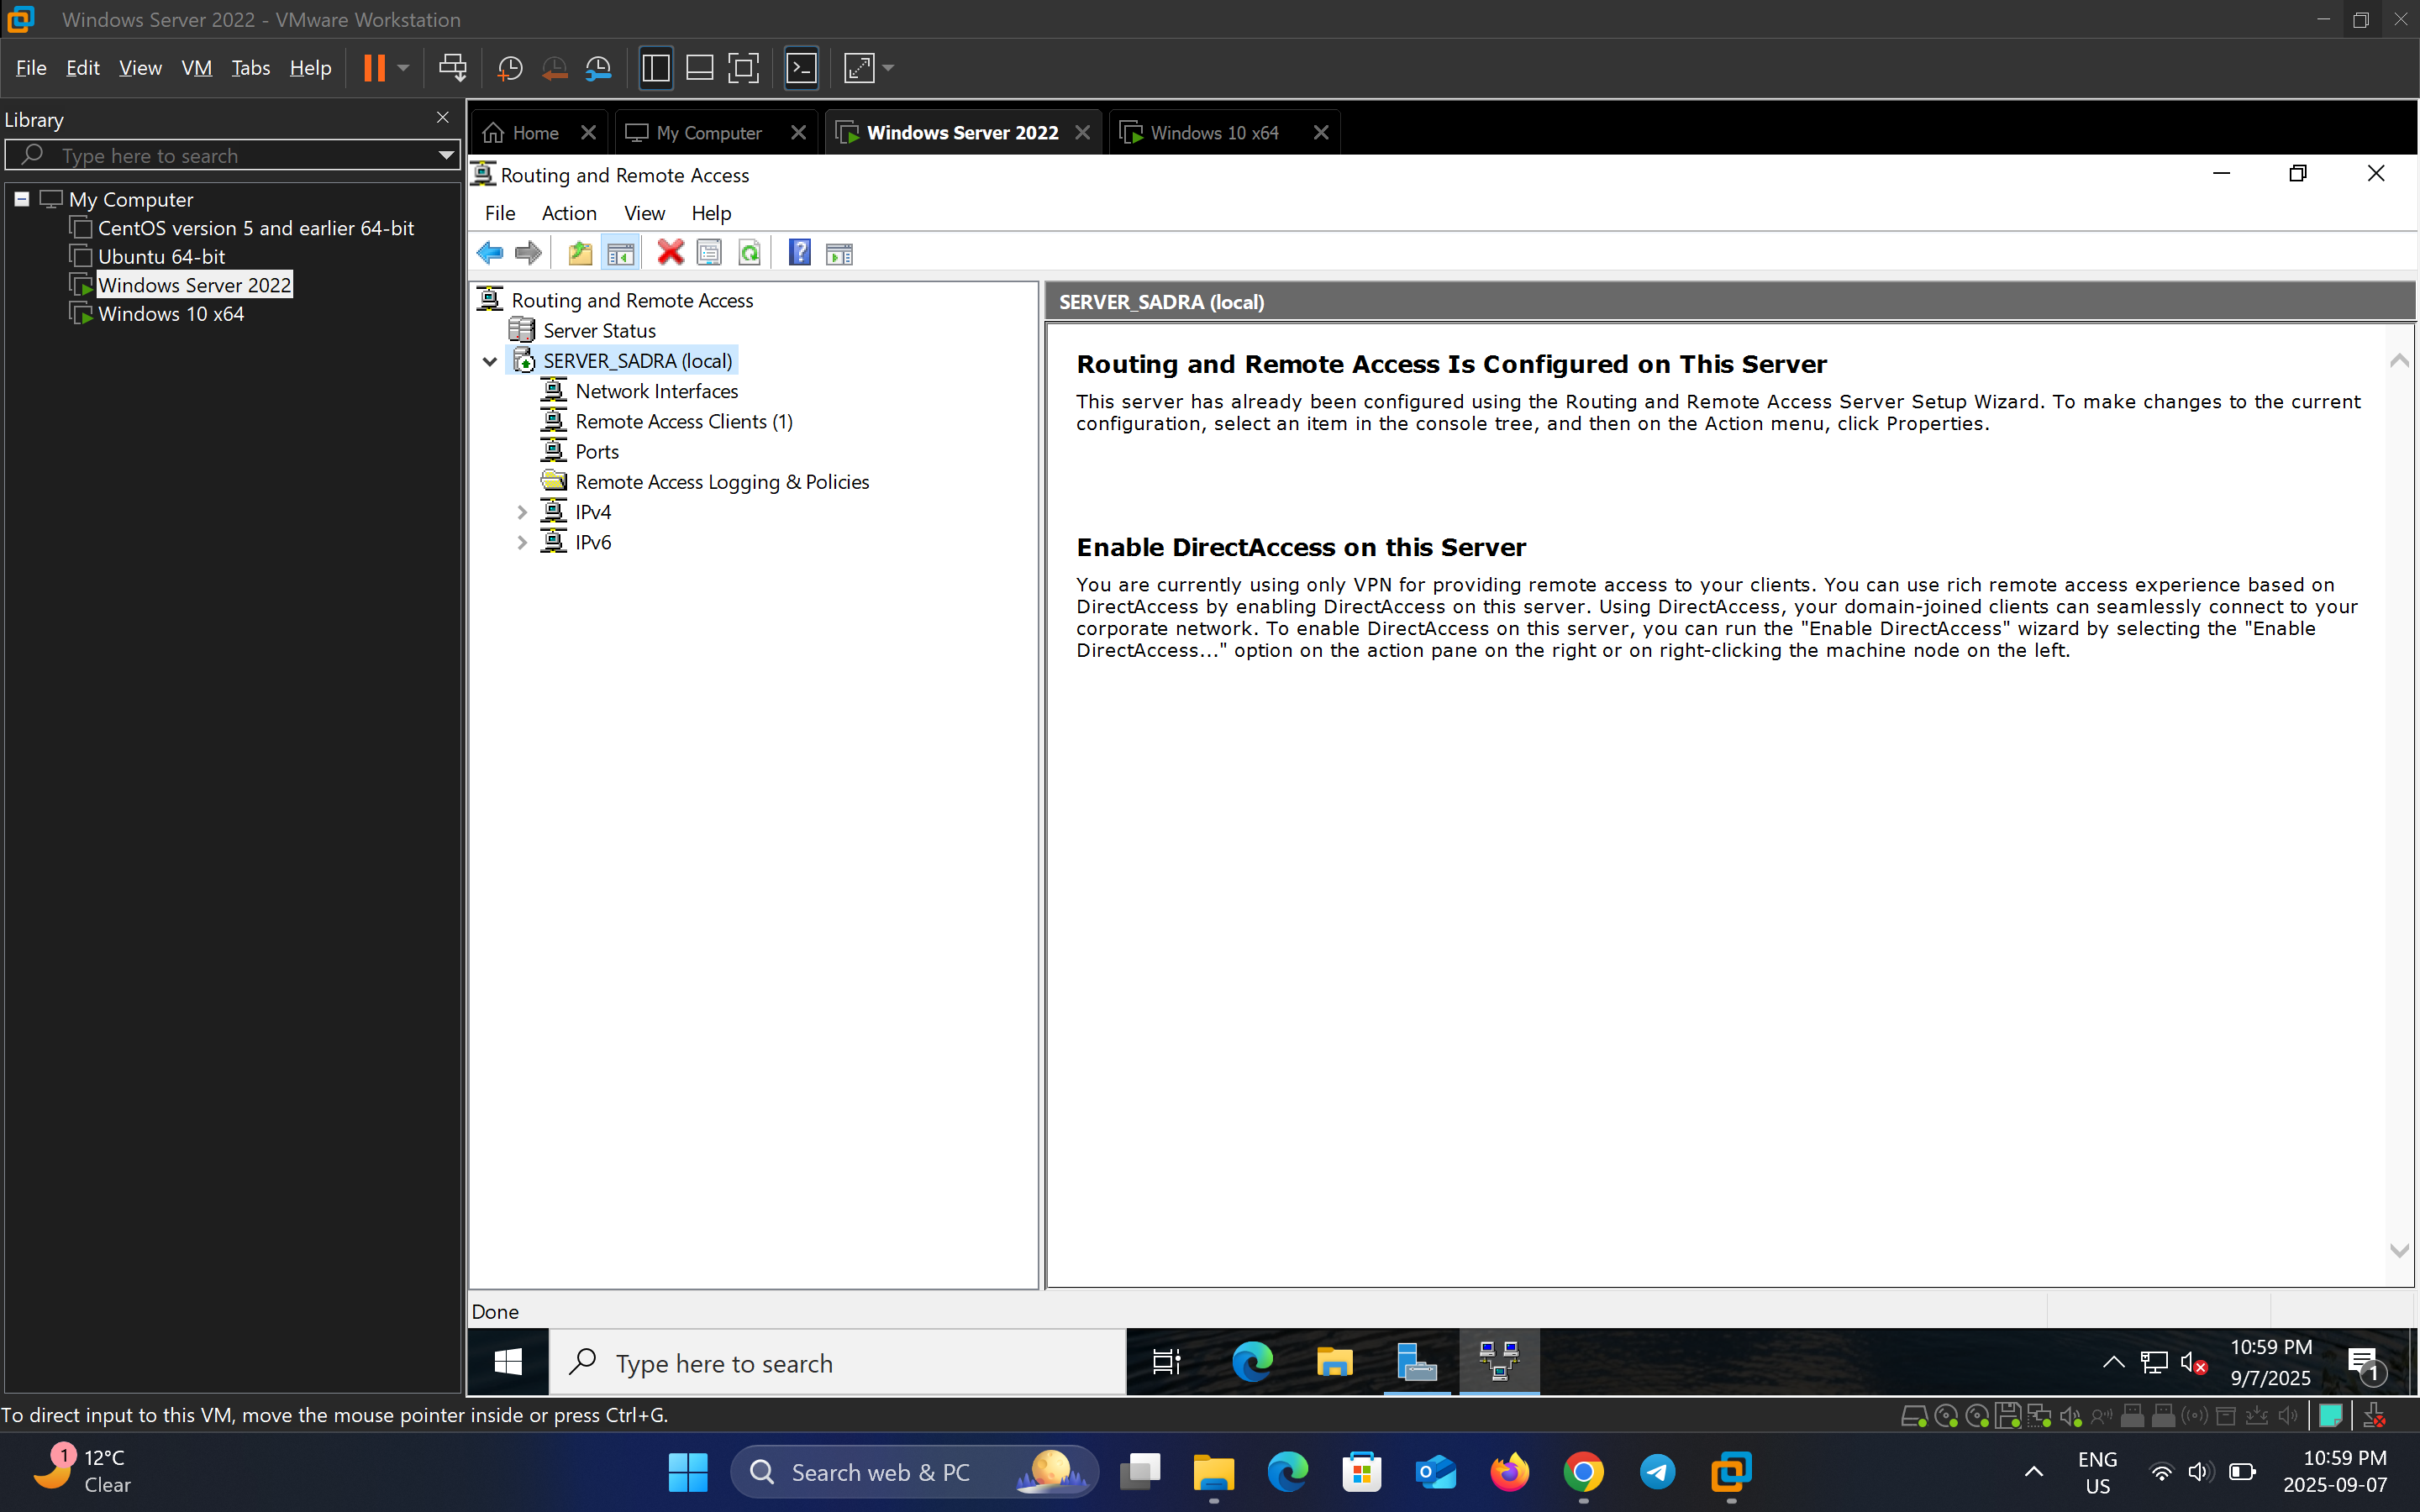 Windows Server 2022 - VMware Workstation
File Edit View VM Tabs Help
Library
Type here to search
My Computer
CentOS version 5 and earlier 64-bit
Ubuntu 64-bit
Windows Server 2022
Windows 10 x64
Home
My Computer
Windows Server 2022
Windows 10 x64
Routing and Remote Access
File Action View Help
Routing and Remote Access
Server Status
SERVER_SADRA (local)
Network Interfaces
Remote Access Clients (1)
Ports
Remote Access Logging & Policies
IPv4
IPv6
SERVER_SADRA (local)
Routing and Remote Access Is Configured on This Server
This server has already been configured using the Routing and Remote Access Server Setup Wizard. To make changes to the current
configuration, select an item in the console tree, and then on the Action menu, click Properties.
Enable DirectAccess on this Server
You are currently using only VPN for providing remote access to your clients. You can use rich remote access experience based on
DirectAccess by enabling DirectAccess on this server. Using DirectAccess, your domain-joined clients can seamlessly connect to your
corporate network. To enable DirectAccess on this server, you can run the "Enable DirectAccess" wizard by selecting the "Enable
DirectAccess..." option on the action pane on the right or on right-clicking the machine node on the left.
Done
Type here to search
10:59 PM
9/7/2025
1
To direct input to this VM, move the mouse pointer inside or press Ctrl+G.
1
12°C
Clear
Search web & PC
ENG
US
10:59 PM
2025-09-07